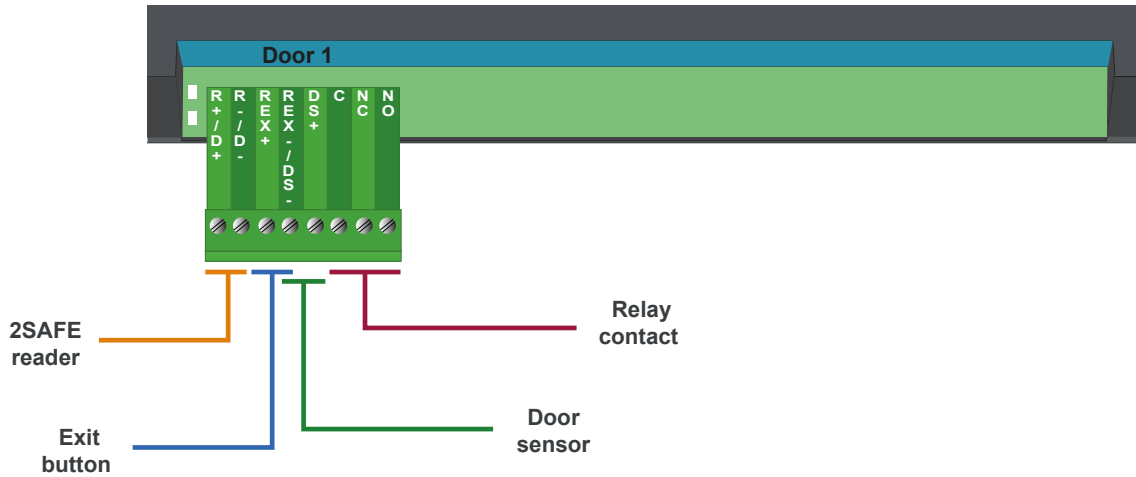 Door 1
R+/D+
R-/D-
REX+
REX-/DS-
DS+
C
NC
NO
2SAFE
reader
Relay
contact
Door
sensor
Exit
button